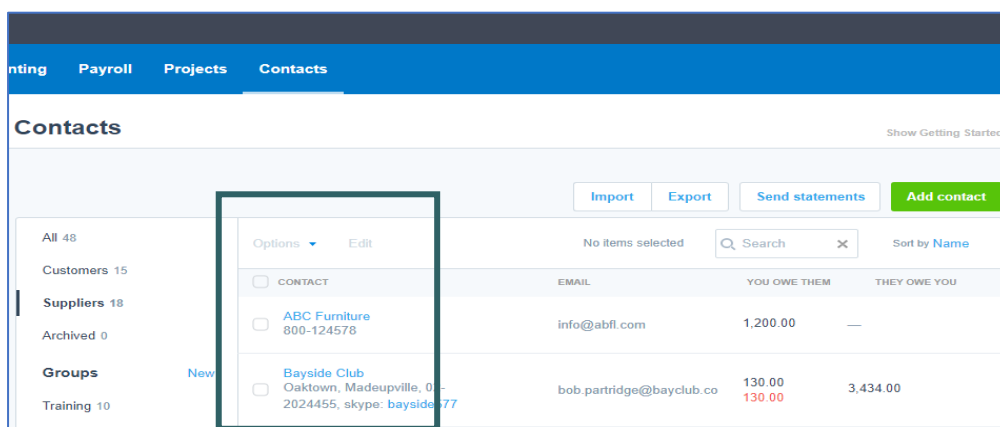 nting Payroll Projects Contacts
Contacts
Show Getting Started
Import Export Send statements Add contact
All 48
Customers 15
Suppliers 18
Archived 0
Groups New
Training 10
Options Edit No items selected Search Sort by Name
CONTACT EMAIL YOU OWE THEM THEY OWE YOU
ABC Furniture
800-124578 info@abfl.com 1,200.00 —
Bayside Club
Oaktown, Madeupville,
2024455, skype: bayside577
bob.partridge@bayclub.co 130.00 3,434.00
130.00